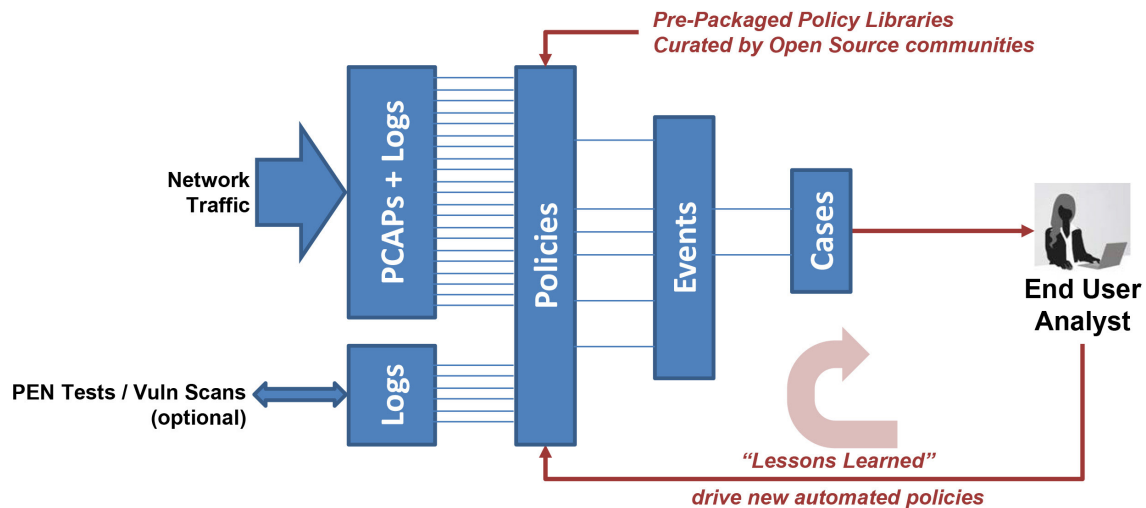 Pre-Packaged Policy Libraries
Curated by Open Source communities
Network
Traffic
PCAPs + Logs
Policies
Events
Cases
End User
Analyst
PEN Tests / Vuln Scans
(optional)
Logs
“Lessons Learned”
drive new automated policies